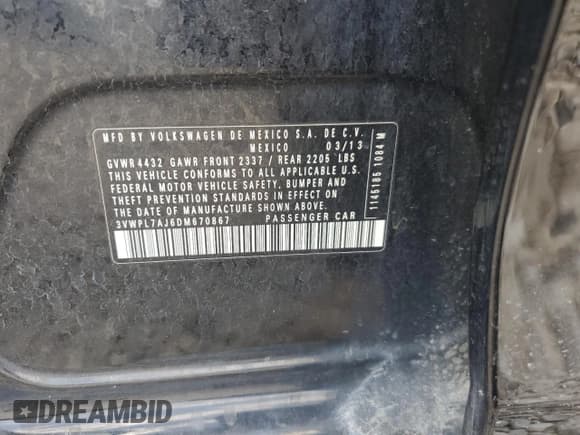 MFD BY VOLKSWAGEN DE MEXICO S.A. DE C.V.
MEXICO 03/13
GVWR 4432 GAWR FRONT 2337 / REAR 2205 LBS
THIS VEHICLE CONFORMS TO ALL APPLICABLE U.S.
FEDERAL MOTOR VEHICLE SAFETY, BUMPER AND
THEFT PREVENTION STANDARDS IN EFFECT ON
THE DATE OF MANUFACTURE SHOWN ABOVE.
3VWPL7AJ6DM670867 PASSENGER CAR
1145185 1084 M
DREAMBID